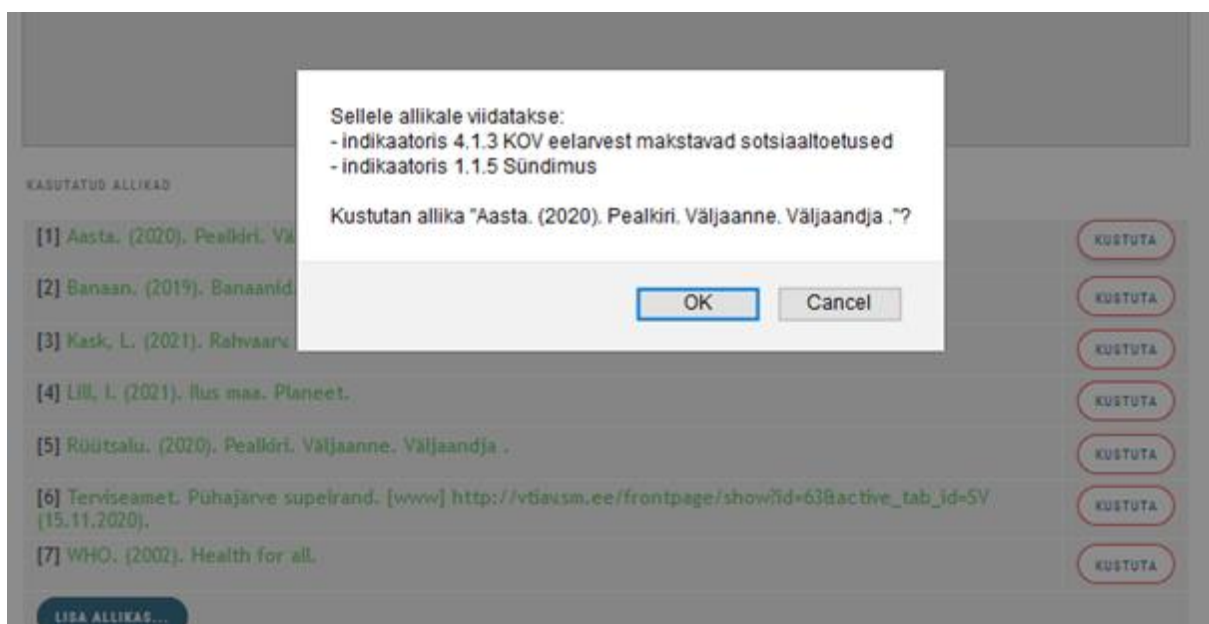 Sellele allikale viidatakse:
- indikaatoris 4.1.3 KOV eelarvest makstavad sotsiaaltoetused
- indikaatoris 1.1.5 Sündimus
Kustutan allika "Aasta. (2020). Pealkiri. Väljaanne. Väljaandja ."?
OK Cancel
KASUTATUD ALLIKAD
[1] Aasta. (2020). Pealkiri. Vä KUSTUTA
[2] Banaan. (2019). Banaanid. KUSTUTA
[3] Kask, L. (2021). Rahvaarv. KUSTUTA
[4] Lill, I. (2021). Ilus maa. Planeet. KUSTUTA
[5] Rüütsalu. (2020). Pealkiri. Väljaanne. Väljaandja . KUSTUTA
[6] Terviseamet. Pühajärve supelrand. [www] http://vtiav.sm.ee/frontpage/show?id=63&active_tab_id=SV
(15.11.2020). KUSTUTA
[7] WHO. (2002). Health for all. KUSTUTA
LISA ALLIKAS...